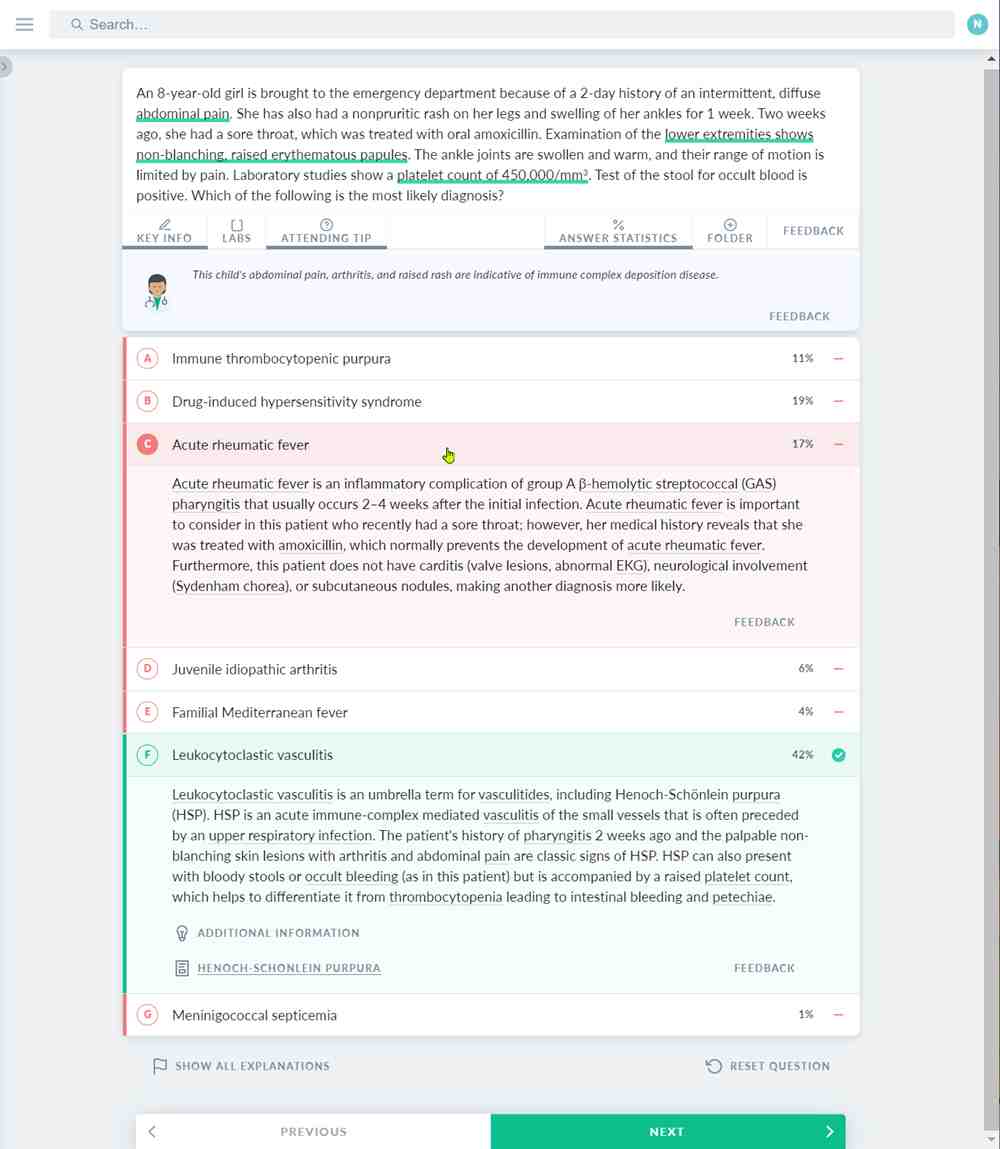 Search…
N
An 8-year-old girl is brought to the emergency department because of a 2-day history of an intermittent, diffuse
abdominal pain. She has also had a nonpruritic rash on her legs and swelling of her ankles for 1 week. Two weeks
ago, she had a sore throat, which was treated with oral amoxicillin. Examination of the lower extremities shows
non-blanching, raised erythematous papules. The ankle joints are swollen and warm, and their range of motion is
limited by pain. Laboratory studies show a platelet count of 450,000/mm³. Test of the stool for occult blood is
positive. Which of the following is the most likely diagnosis?
KEY INFO LABS ATTENDING TIP % ANSWER STATISTICS FOLDER FEEDBACK
This child's abdominal pain, arthritis, and raised rash are indicative of immune complex deposition disease.
FEEDBACK
A Immune thrombocytopenic purpura 11%
B Drug-induced hypersensitivity syndrome 19%
C Acute rheumatic fever 17%
Acute rheumatic fever is an inflammatory complication of group A β-hemolytic streptococcal (GAS)
pharyngitis that usually occurs 2–4 weeks after the initial infection. Acute rheumatic fever is important
to consider in this patient who recently had a sore throat; however, her medical history reveals that she
was treated with amoxicillin, which normally prevents the development of acute rheumatic fever.
Furthermore, this patient does not have carditis (valve lesions, abnormal EKG), neurological involvement
(Sydenham chorea), or subcutaneous nodules, making another diagnosis more likely.
FEEDBACK
D Juvenile idiopathic arthritis 6%
E Familial Mediterranean fever 4%
F Leukocytoclastic vasculitis 42%
Leukocytoclastic vasculitis is an umbrella term for vasculitides, including Henoch-Schönlein purpura
(HSP). HSP is an acute immune-complex mediated vasculitis of the small vessels that is often preceded
by an upper respiratory infection. The patient's history of pharyngitis 2 weeks ago and the palpable non-
blanching skin lesions with arthritis and abdominal pain are classic signs of HSP. HSP can also present
with bloody stools or occult bleeding (as in this patient) but is accompanied by a raised platelet count,
which helps to differentiate it from thrombocytopenia leading to intestinal bleeding and petechiae.
ADDITIONAL INFORMATION
HENOCH-SCHONLEIN PURPURA FEEDBACK
G Meninigococcal septicemia 1%
SHOW ALL EXPLANATIONS RESET QUESTION
PREVIOUS NEXT